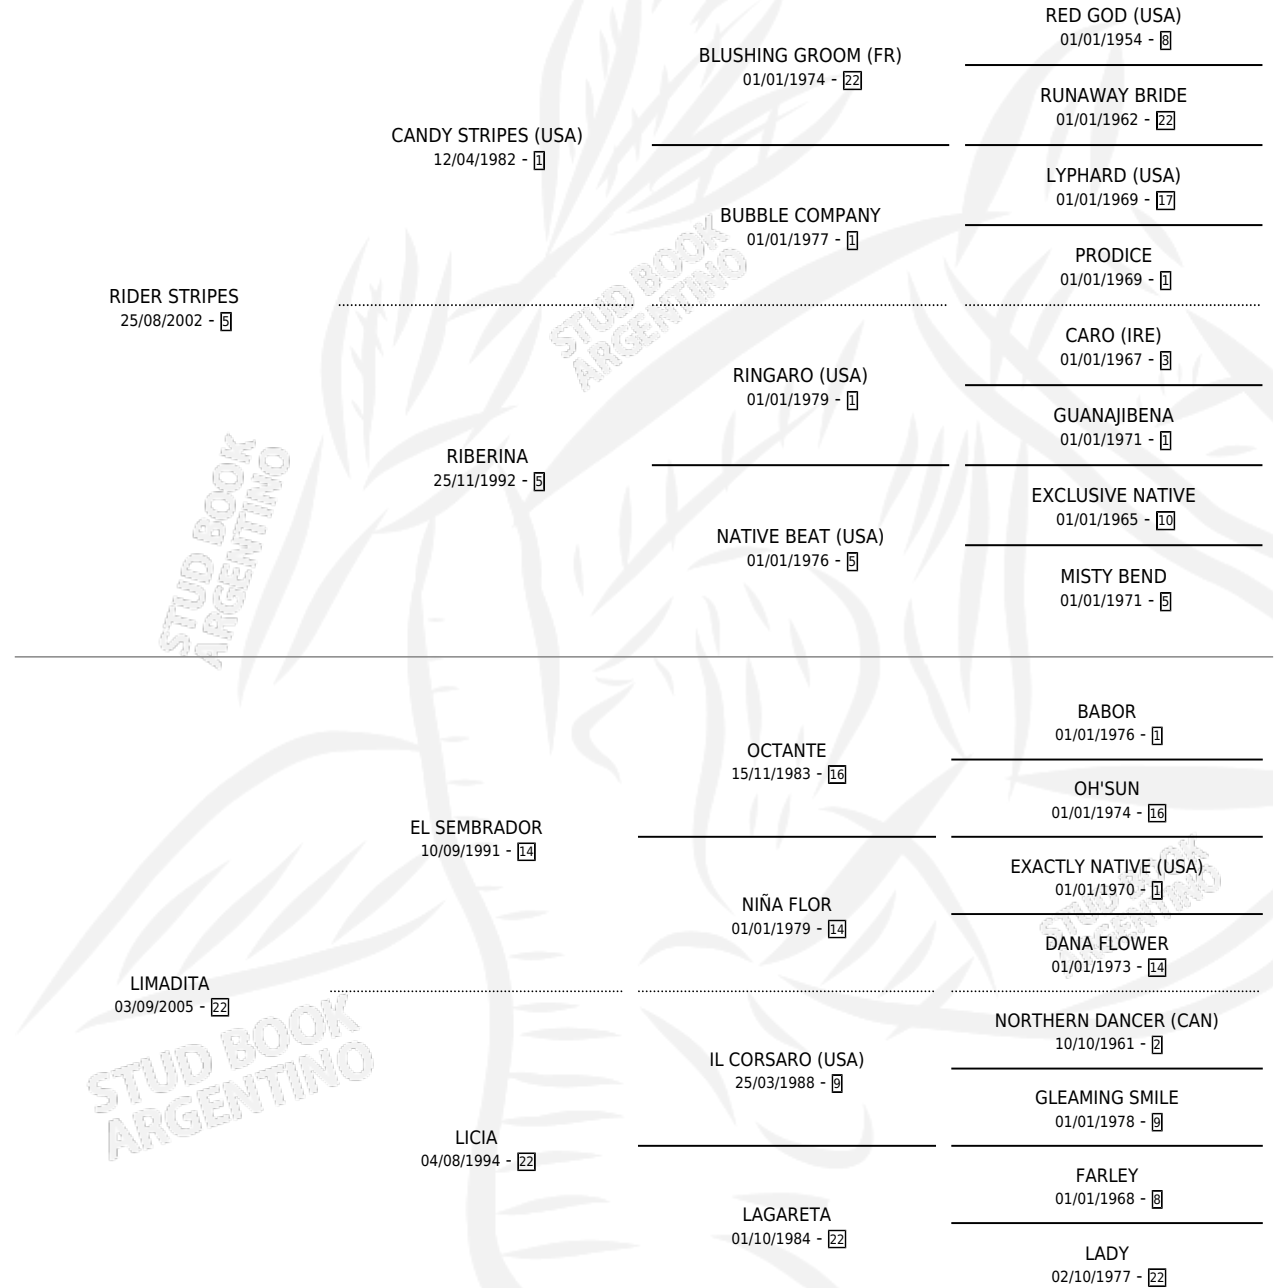 RED GOD (USA)
01/01/1954 - 8
BLUSHING GROOM (FR)
01/01/1974 - 22
RUNAWAY BRIDE
01/01/1962 - 22
CANDY STRIPES (USA)
12/04/1982 - 1
LYPHARD (USA)
01/01/1969 - 17
BUBBLE COMPANY
01/01/1977 - 1
PRODICE
01/01/1969 - 1
RIDER STRIPES
25/08/2002 - 5
STUD BOOK
ARGENTINO
CARO (IRE)
01/01/1967 - 3
RINGARO (USA)
01/01/1979 - 1
GUANAJIBENA
01/01/1971 - 1
RIBERINA
25/11/1992 - 5
EXCLUSIVE NATIVE
01/01/1965 - 10
NATIVE BEAT (USA)
01/01/1976 - 5
MISTY BEND
01/01/1971 - 5
STUD BOOK
ARGENTINO
BABOR
01/01/1976 - 1
OCTANTE
15/11/1983 - 16
OH'SUN
01/01/1974 - 16
EL SEMBRADOR
10/09/1991 - 14
EXACTLY NATIVE (USA)
01/01/1970 - 1
NIÑA FLOR
01/01/1979 - 14
DANA FLOWER
01/01/1973 - 14
STUD BOOK
ARGENTINO
LIMADITA
03/09/2005 - 22
NORTHERN DANCER (CAN)
10/10/1961 - 2
IL CORSARO (USA)
25/03/1988 - 9
GLEAMING SMILE
01/01/1978 - 9
STUD BOOK
ARGENTINO
LICIA
04/08/1994 - 22
FARLEY
01/01/1968 - 8
LAGARETA
01/10/1984 - 22
LADY
02/10/1977 - 22